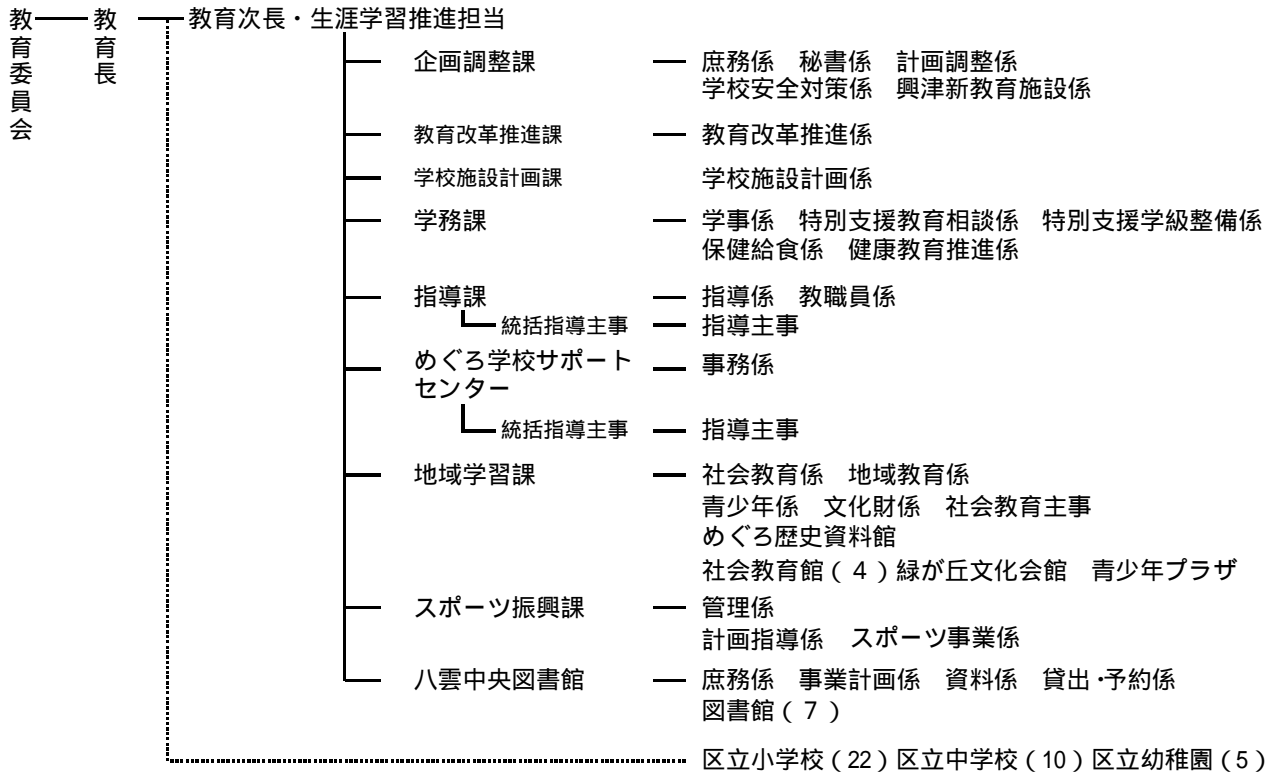 教育委員会 教育長 教育次長・生涯学習推進担当
企画調整課 庶務係 秘書係 計画調整係
学校安全対策係 興津新教育施設係
教育改革推進課 教育改革推進係
学校施設計画課 学校施設計画係
学務課 学事係 特別支援教育相談係 特別支援学級整備係
保健給食係 健康教育推進係
指導課 指導係 教職員係
統括指導主事 指導主事
めぐろ学校サポート 事務係
センター
統括指導主事 指導主事
地域学習課 社会教育係 地域教育係
青少年係 文化財係 社会教育主事
めぐろ歴史資料館
社会教育館(4)緑が丘文化会館 青少年プラザ
スポーツ振興課 管理係
計画指導係 スポーツ事業係
八雲中央図書館 庶務係 事業計画係 資料係 貸出・予約係
図書館(7)
区立小学校(22)区立中学校(10)区立幼稚園(5)